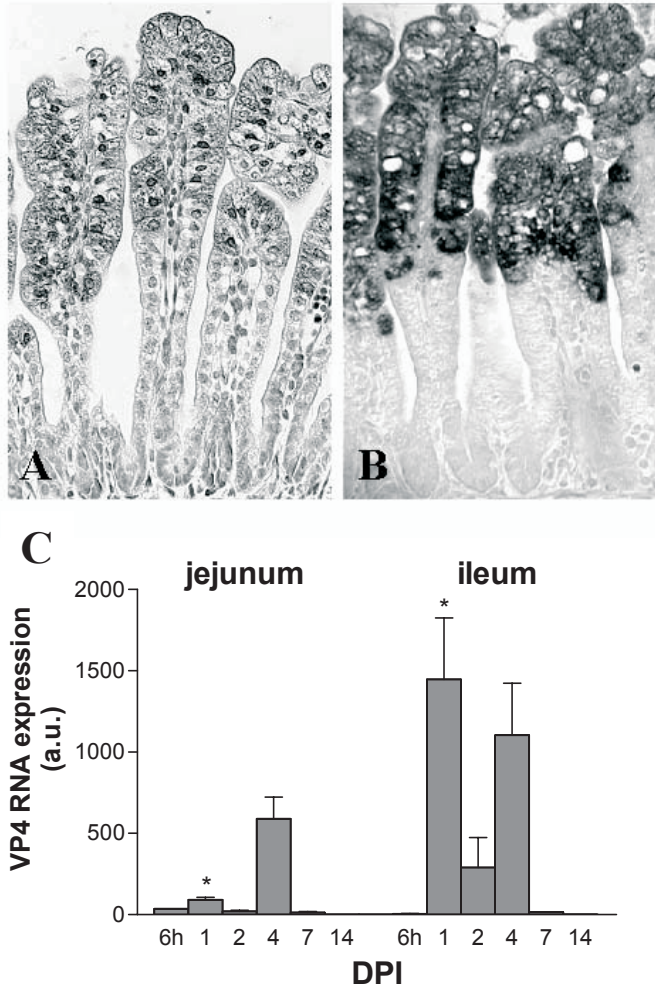 A
B
C
jejunum ileum
VP4 RNA expression
(a.u.)
2000
1500
1000
500
0
*
*
6h 1 2 4 7 14 6h 1 2 4 7 14
DPI